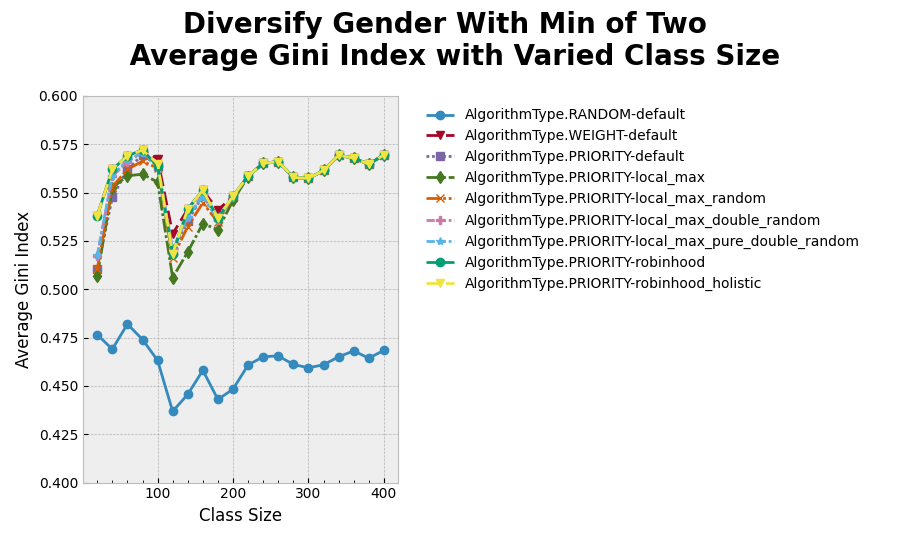 Diversify Gender With Min of Two
Average Gini Index with Varied Class Size
0.600
0.575
0.550
0.525
0.500
0.475
0.450
0.425
0.400
Average Gini Index
100
200
300
400
Class Size
AlgorithmType.RANDOM-default
AlgorithmType.WEIGHT-default
AlgorithmType.PRIORITY-default
AlgorithmType.PRIORITY-local_max
AlgorithmType.PRIORITY-local_max_random
AlgorithmType.PRIORITY-local_max_double_random
AlgorithmType.PRIORITY-local_max_pure_double_random
AlgorithmType.PRIORITY-robinhood
AlgorithmType.PRIORITY-robinhood_holistic